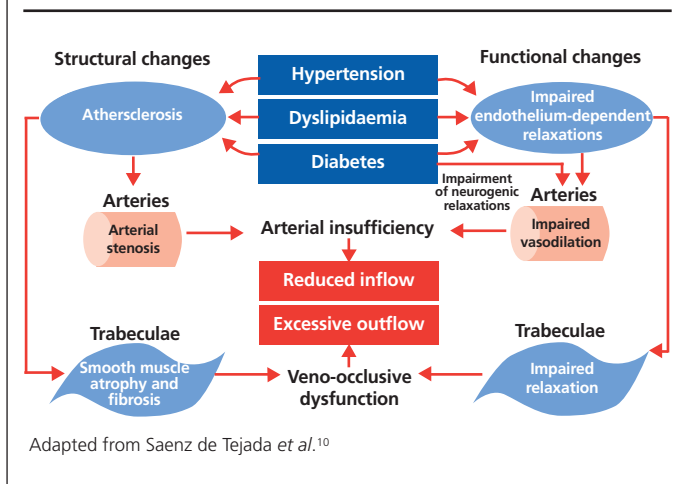 Structural changes
Functional changes
Hypertension
Dyslipidaemia
Diabetes
Athersclerosis
Impaired
endothelium-dependent
relaxations
Impairment
of neurogenic
relaxations
Arteries
Arterial
stenosis
Arterial insufficiency
Arteries
Impaired
vasodilation
Reduced inflow
Excessive outflow
Trabeculae
Smooth muscle
atrophy and
fibrosis
Veno-occlusive
dysfunction
Trabeculae
Impaired
relaxation
Adapted from Saenz de Tejada et al.¹⁰